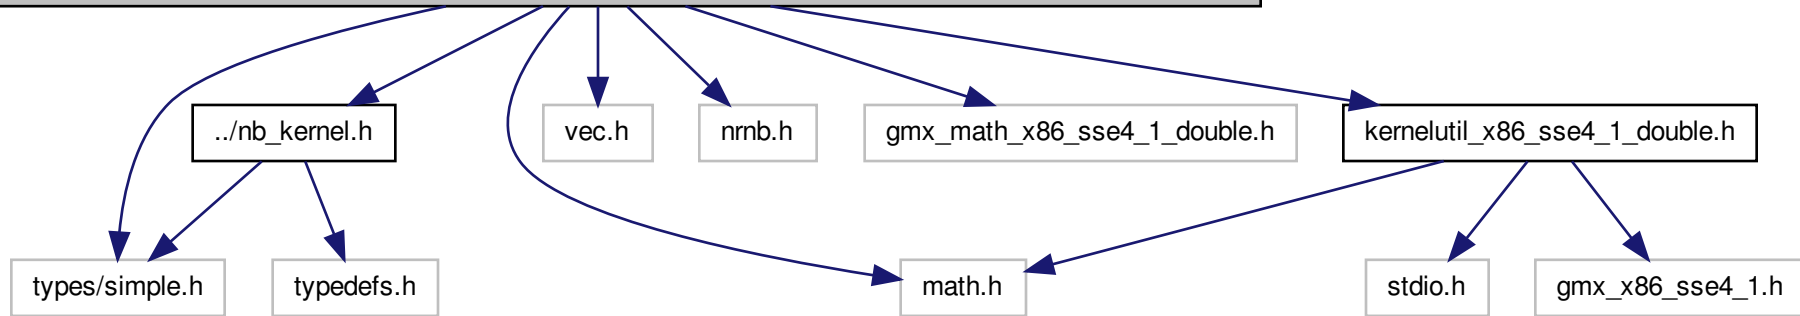 ../nb_kernel.h
vec.h
nrnb.h
gmx_math_x86_sse4_1_double.h
kernelutil_x86_sse4_1_double.h
types/simple.h
typedefs.h
math.h
stdio.h
gmx_x86_sse4_1.h